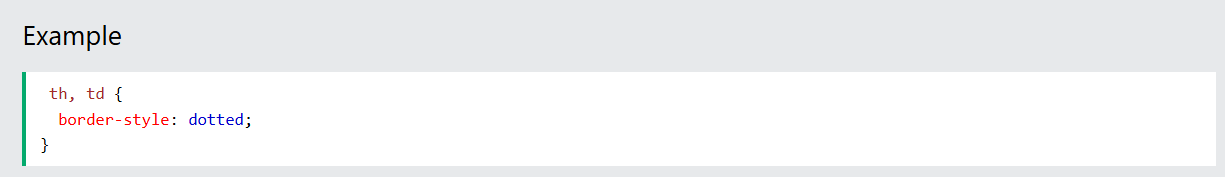 Example
th, td {
border-style: dotted;
}